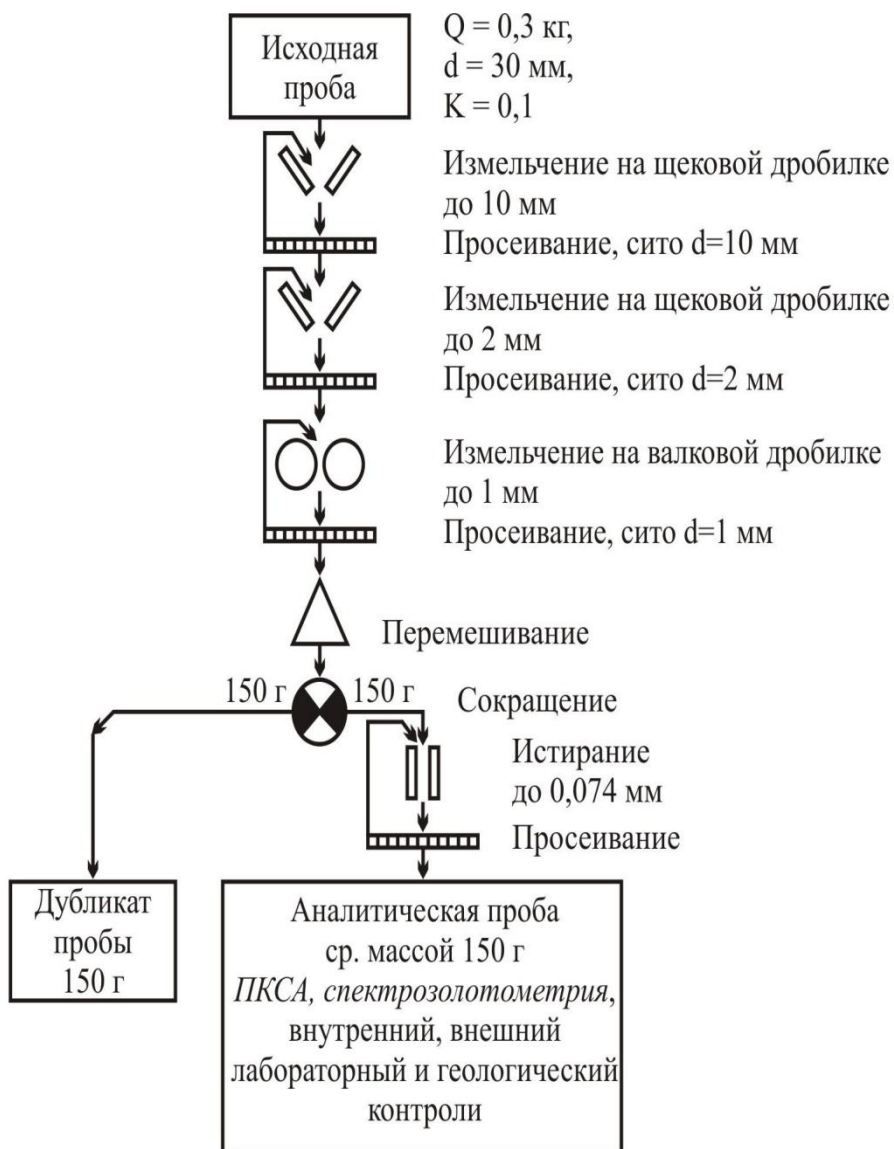 Исходная
проба
Q = 0,3 кг,
d = 30 мм,
K = 0,1
Измельчение на щековой дробилке
до 10 мм
Просеивание, сито d=10 мм
Измельчение на щековой дробилке
до 2 мм
Просеивание, сито d=2 мм
Измельчение на валковой дробилке
до 1 мм
Просеивание, сито d=1 мм
Перемешивание
150 г
150 г
Сокращение
Истирание
до 0,074 мм
Просеивание
Дубликат
пробы
150 г
Аналитическая проба
ср. массой 150 г
ПКСА, спектрозолотометрия,
внутренний, внешний
лабораторный и геологический
контроли